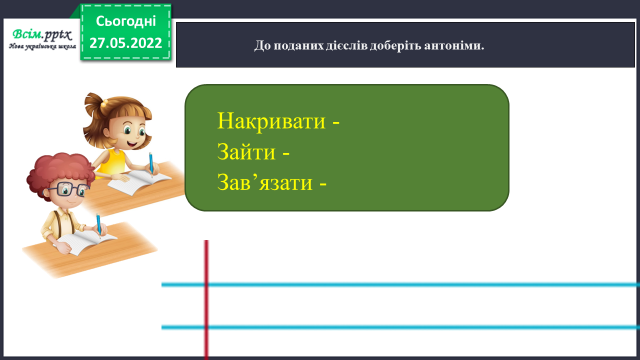 Всім.pptx
Нова українська школа
Сьогодні
27.05.2022
До поданих дієслів доберіть антоніми.
Накривати -
Зайти -
Зав’язати -